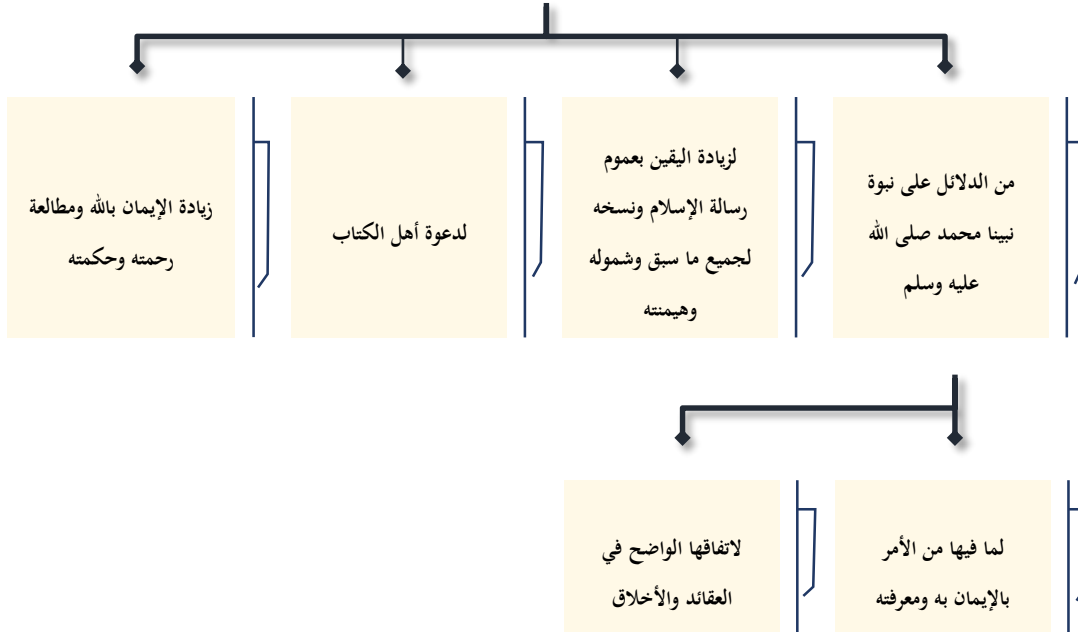 من الدلائل على نبوة
نبينا محمد صلى الله
عليه وسلم
لزيادة اليقين بعموم
رسالة الإسلام ونسخه
لجميع ما سبق وشموله
وهيمنته
لدعوة أهل الكتاب
زيادة الإيمان بالله ومطالعة
رحمته وحكمته
لما فيها من الأمر
بالإيمان به ومعرفته
لاتفاقها الواضح في
العقائد والأخلاق